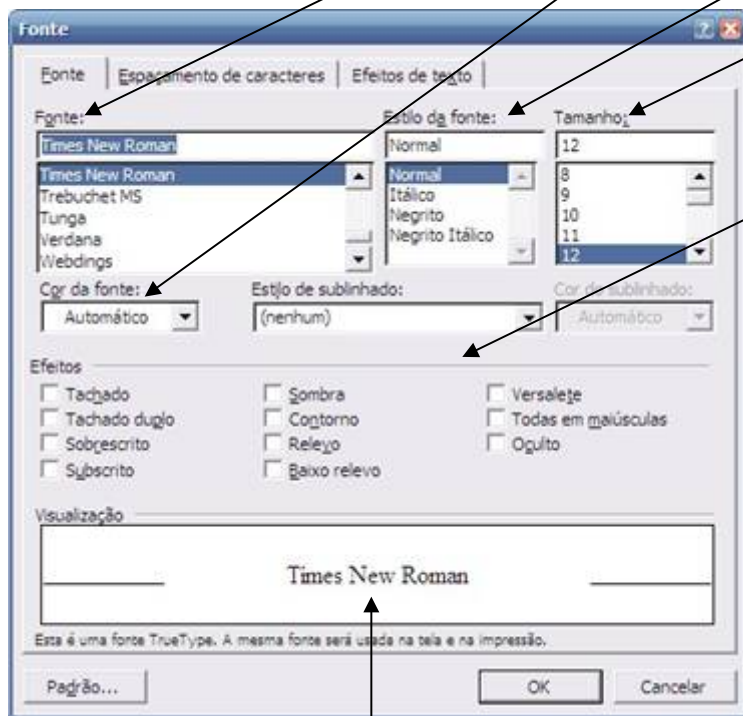 Fonte
Fonte Espaçamento de caracteres Efeitos de texto
Fonte: Estilo da fonte: Tamanho:
Times New Roman Normal 12
Times New Roman Normal 8
Trebuchet MS Itálico 9
Tunga Negrito 10
Verdana Negrito Itálico 11
Webdings 12
Cor da fonte: Estilo de sublinhado: Cor de sublinhado:
Automático (nenhum) Automático
Efeitos
Tachado Sombra Versalete
Tachado duplo Contorno Todas em maiúsculas
Sobrescrito Relevo Oculto
Subscrito Baixo relevo
Visualização
Times New Roman
Esta é uma fonte TrueType. A mesma fonte será usada na tela e na impressão.
Padrão... OK Cancelar